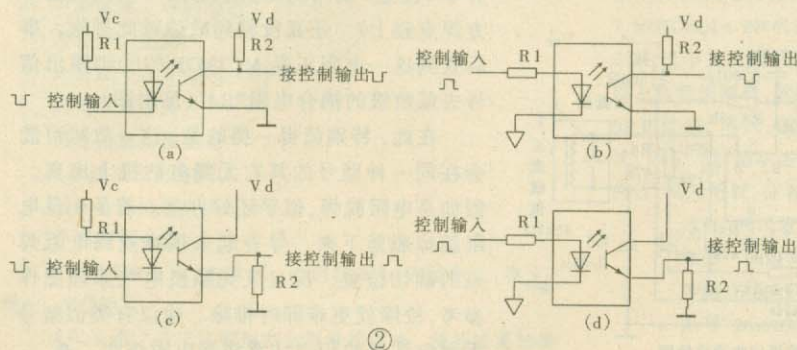 Vc
Vd
R1
R2
控制输入
接控制输出
(a)
Vd
R2
控制输入
R1
接控制输出
(b)
Vc
Vd
R1
控制输入
接控制输出
R2
(c)
Vd
控制输入
R1
接控制输出
R2
(d)
②